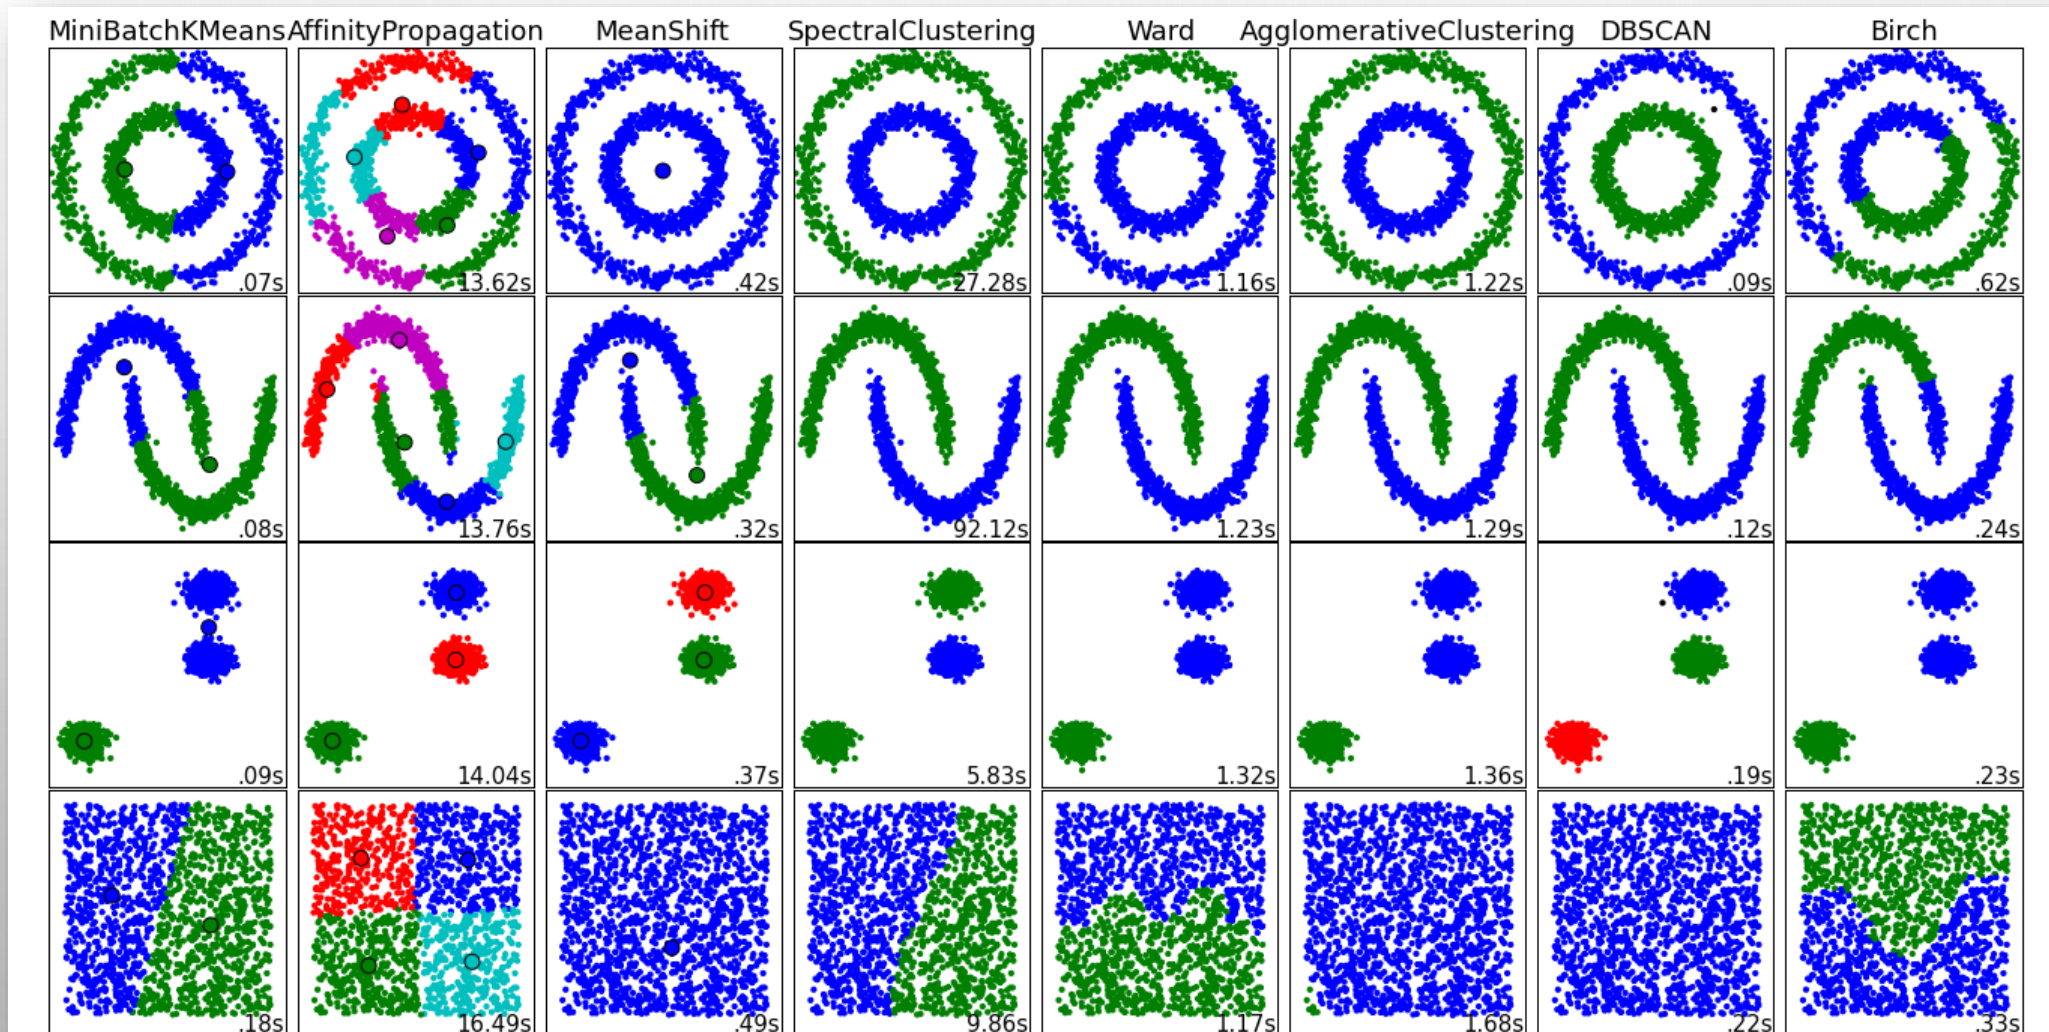 MiniBatchKMeans AffinityPropagation MeanShift SpectralClustering Ward AgglomerativeClustering DBSCAN Birch
.07s 13.62s .42s 27.28s 1.16s 1.22s .09s .62s
.08s 13.76s .32s 92.12s 1.23s 1.29s .12s .24s
.09s 14.04s .37s 5.83s 1.32s 1.36s .19s .23s
.18s 16.49s .49s 9.86s 1.17s 1.68s .22s .33s